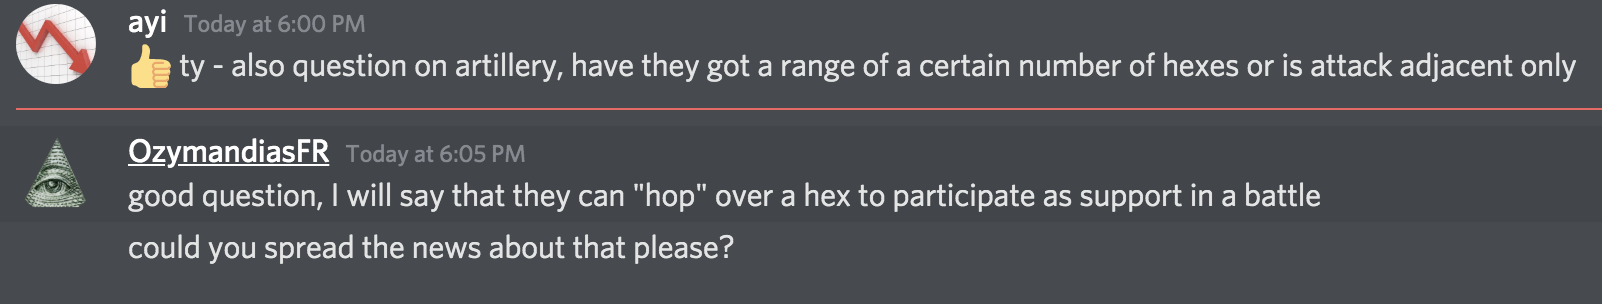 ayi Today at 6:00 PM
👍 ty - also question on artillery, have they got a range of a certain number of hexes or is attack adjacent only
OzymandiasFR Today at 6:05 PM
good question, I will say that they can "hop" over a hex to participate as support in a battle
could you spread the news about that please?